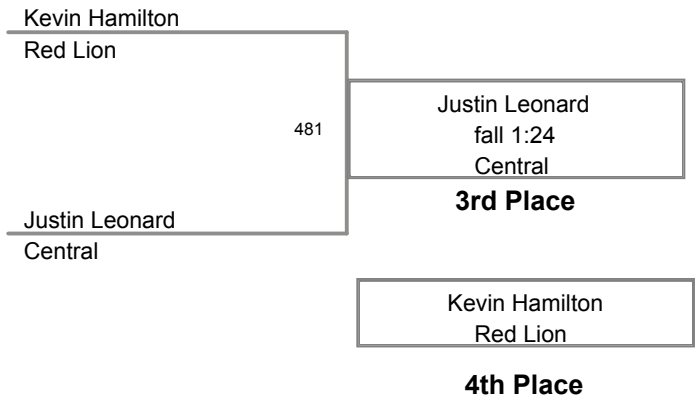 Kevin Hamilton
Red Lion
481
Justin Leonard
fall 1:24
Central
3rd Place
Justin Leonard
Central
Kevin Hamilton
Red Lion
4th Place